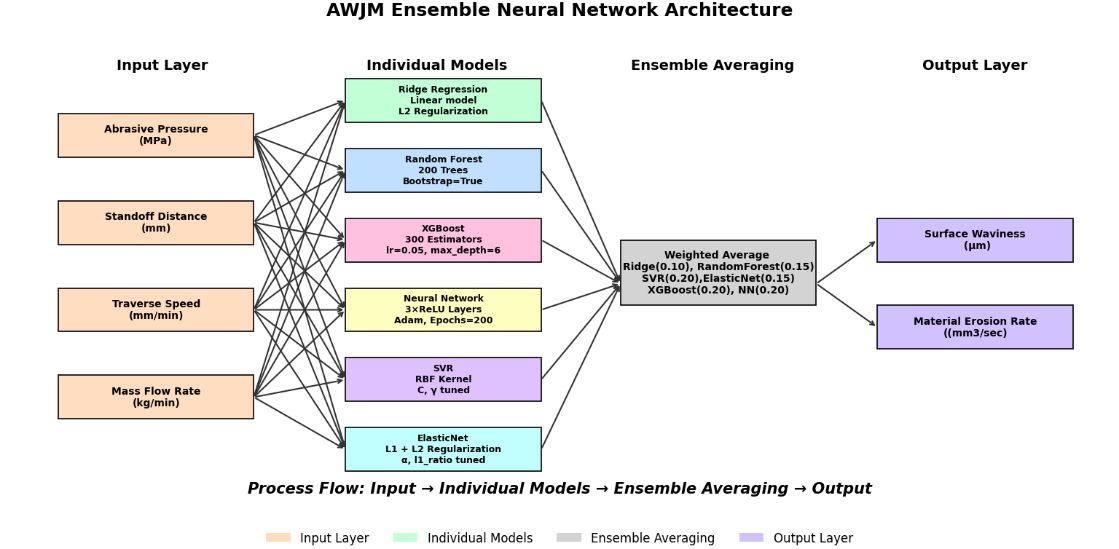 AWJM Ensemble Neural Network Architecture
Input Layer
Individual Models
Ensemble Averaging
Output Layer
Abrasive Pressure
(MPa)
Standoff Distance
(mm)
Traverse Speed
(mm/min)
Mass Flow Rate
(kg/min)
Ridge Regression
Linear model
L2 Regularization
Random Forest
200 Trees
Bootstrap=True
XGBoost
300 Estimators
lr=0.05, max_depth=6
Neural Network
3×ReLU Layers
Adam, Epochs=200
SVR
RBF Kernel
C, γ tuned
ElasticNet
L1 + L2 Regularization
α, l1_ratio tuned
Weighted Average
Ridge(0.10), RandomForest(0.15)
SVR(0.20),ElasticNet(0.15)
XGBoost(0.20), NN(0.20)
Surface Waviness
(μm)
Material Erosion Rate
((mm3/sec)
Process Flow: Input → Individual Models → Ensemble Averaging → Output
Input Layer
Individual Models
Ensemble Averaging
Output Layer